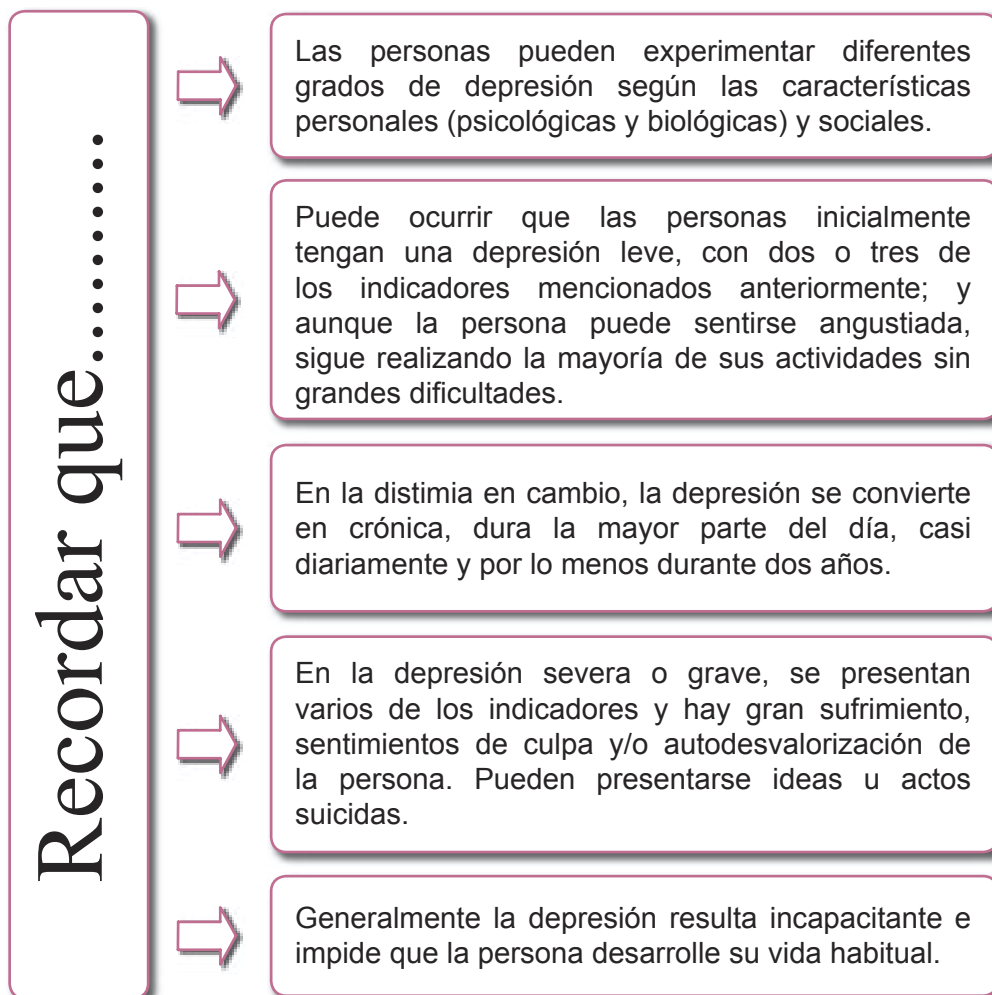 Recordar que...........
Las personas pueden experimentar diferentes
grados de depresión según las características
personales (psicológicas y biológicas) y sociales.
Puede ocurrir que las personas inicialmente
tengan una depresión leve, con dos o tres de
los indicadores mencionados anteriormente; y
aunque la persona puede sentirse angustiada,
sigue realizando la mayoría de sus actividades sin
grandes dificultades.
En la distimia en cambio, la depresión se convierte
en crónica, dura la mayor parte del día, casi
diariamente y por lo menos durante dos años.
En la depresión severa o grave, se presentan
varios de los indicadores y hay gran sufrimiento,
sentimientos de culpa y/o autodesvalorización de
la persona. Pueden presentarse ideas u actos
suicidas.
Generalmente la depresión resulta incapacitante e
impide que la persona desarrolle su vida habitual.